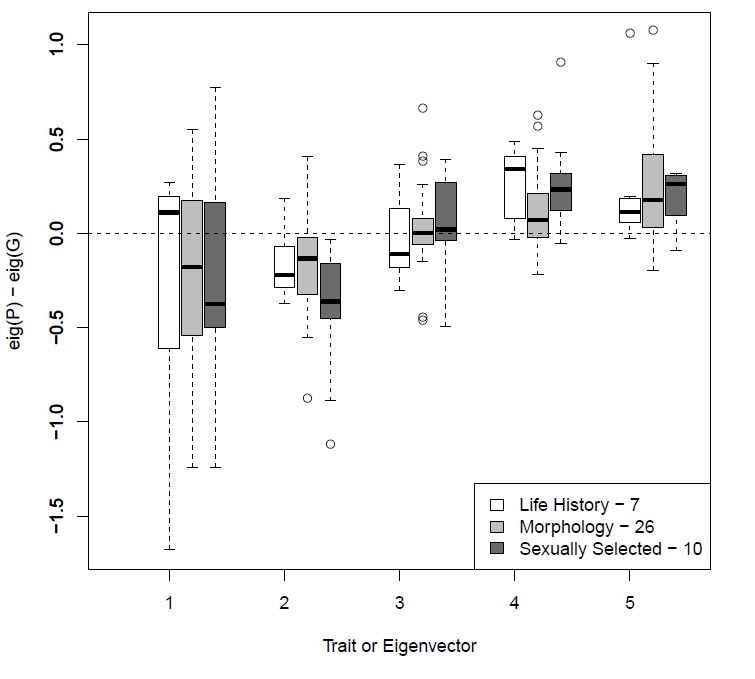 1.0
0.5
0.0
−0.5
−1.0
−1.5
eig(P) − eig(G)
Life History − 7
Morphology − 26
Sexually Selected − 10
1 2 3 4 5
Trait or Eigenvector